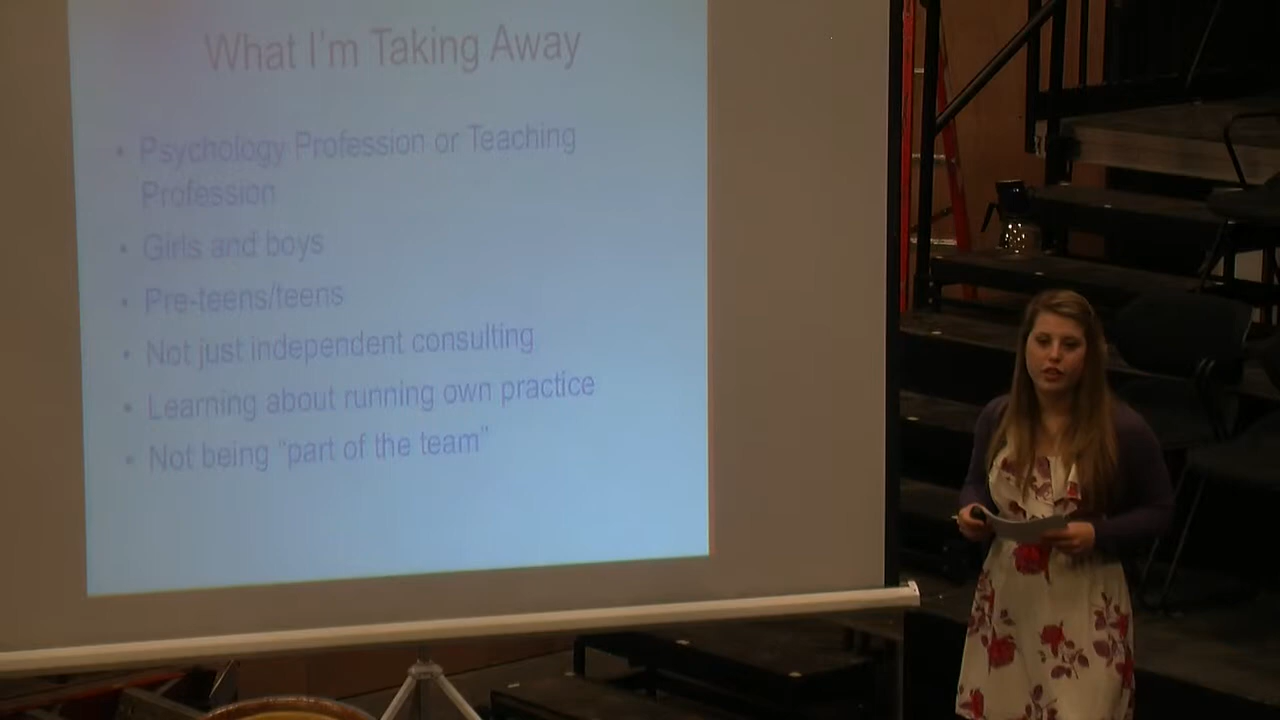 What I'm Taking Away
• Psychology Profession or Teaching
Profession
• Girls and boys
• Pre-teens/teens
• Not just independent consulting
• Learning about running own practice
• Not being "part of the team"